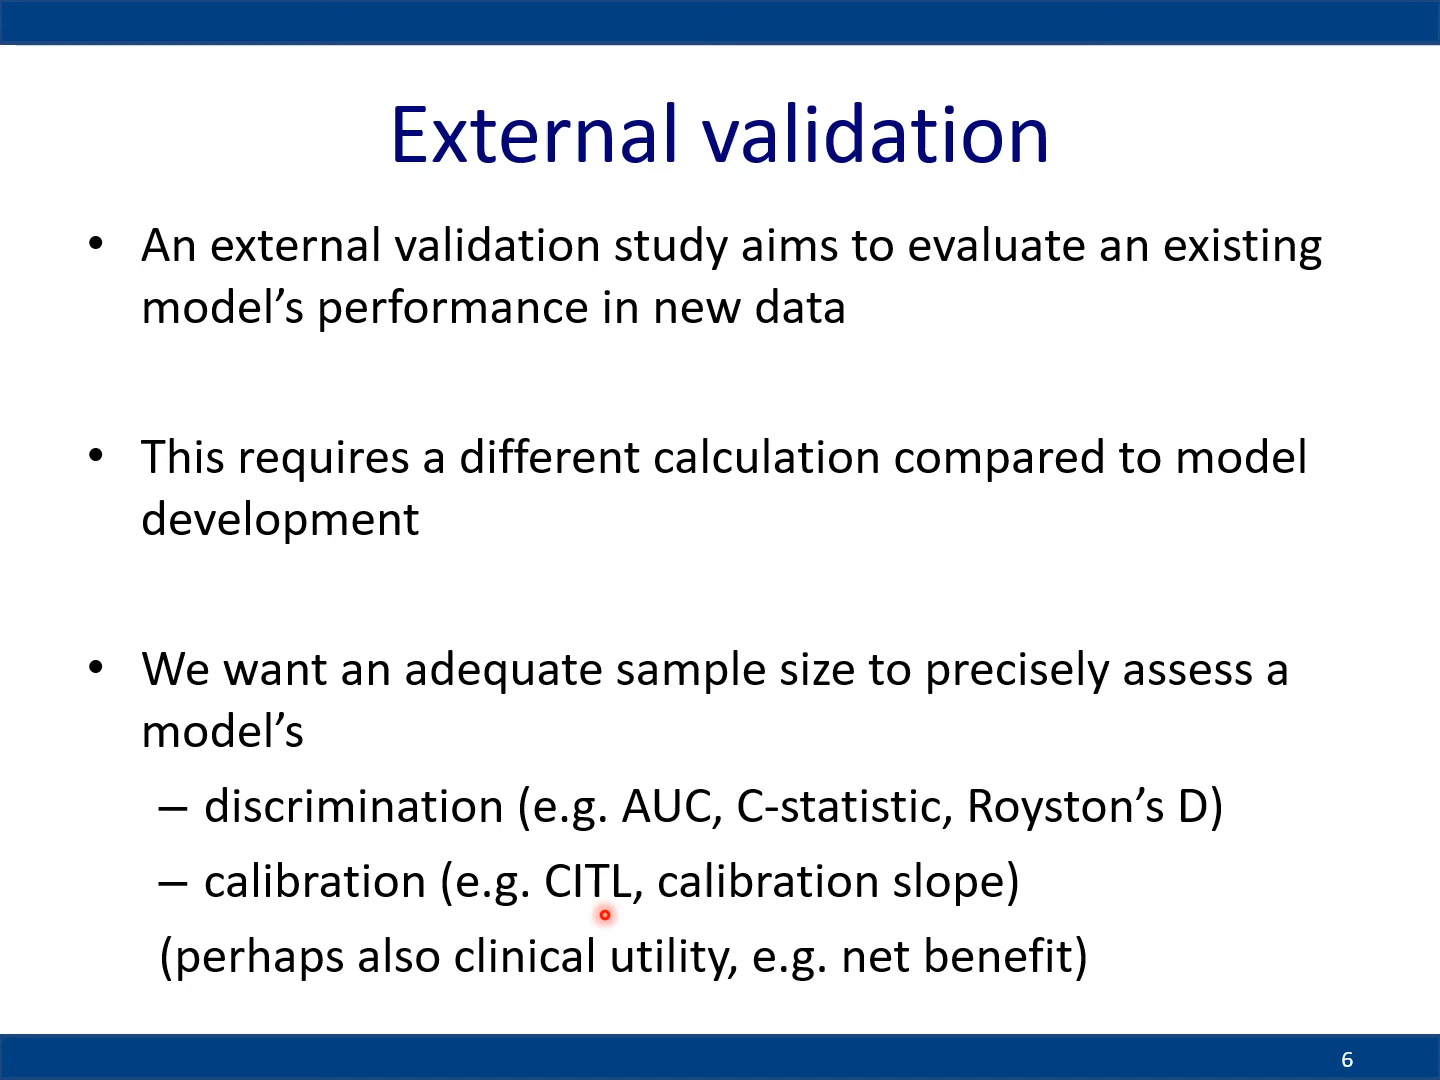 External validation
• An external validation study aims to evaluate an existing
model’s performance in new data
• This requires a different calculation compared to model
development
• We want an adequate sample size to precisely assess a
model’s
– discrimination (e.g. AUC, C-statistic, Royston’s D)
– calibration (e.g. CITL, calibration slope)
(perhaps also clinical utility, e.g. net benefit)
6